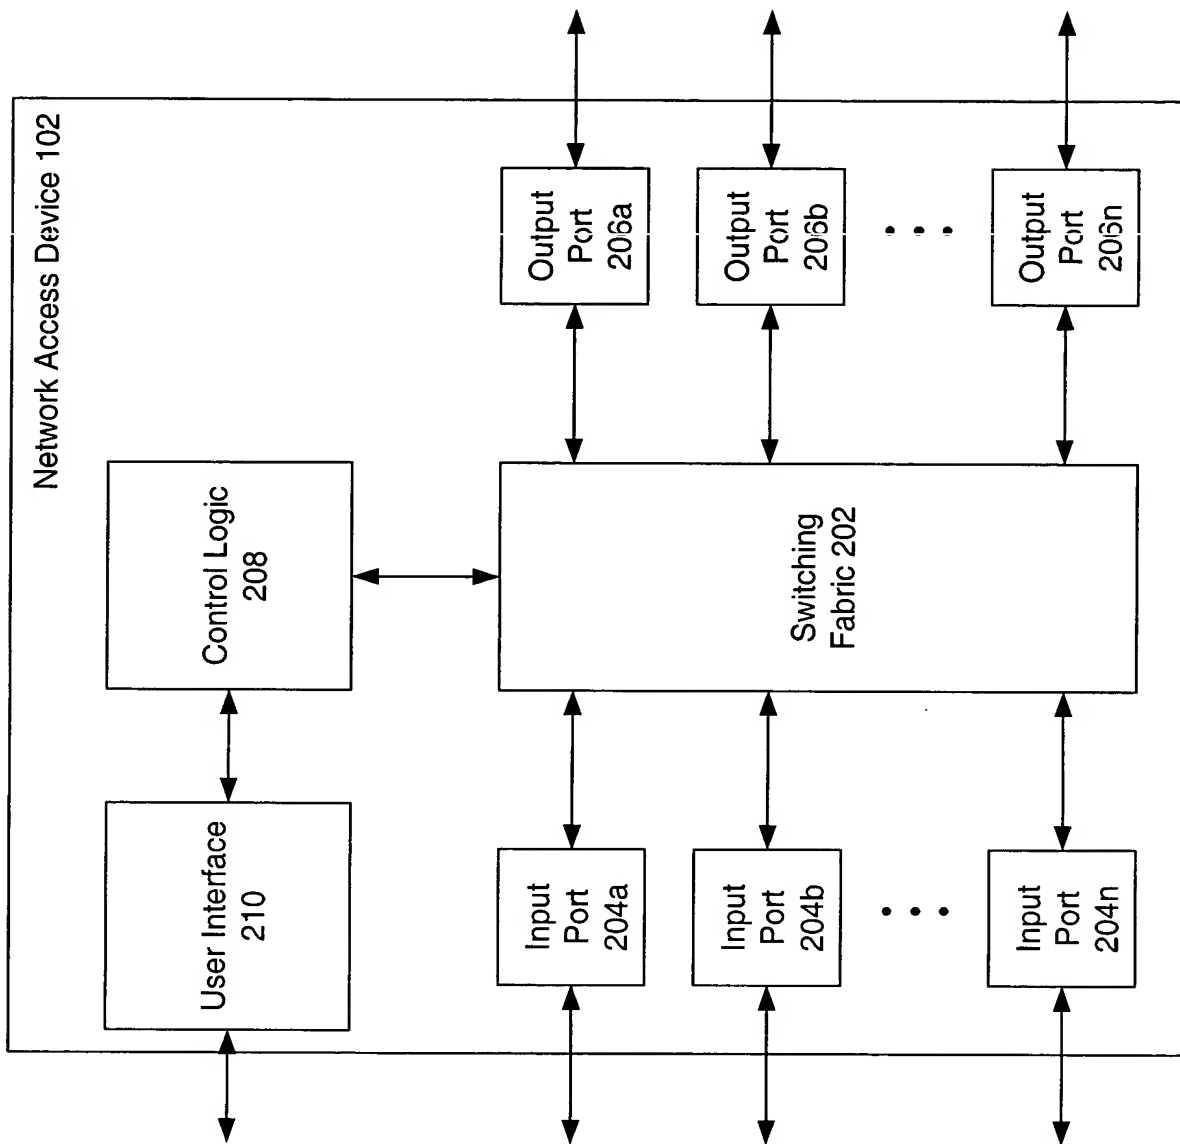 Network Access Device 102
User Interface
210
Control Logic
208
Input
Port
204a
Switching
Fabric 202
Output
Port
206a
Input
Port
204b
Output
Port
206b
Input
Port
204n
Output
Port
206n